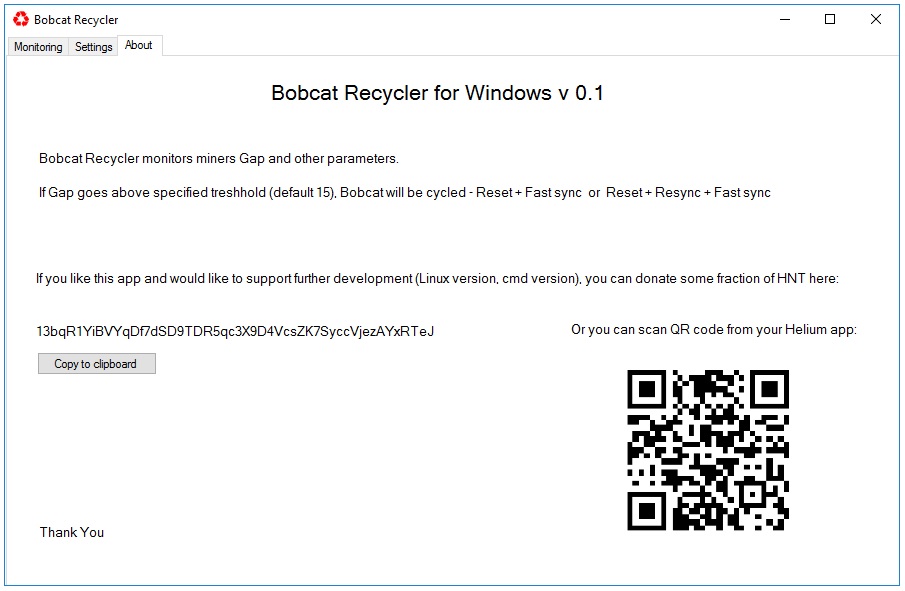 Bobcat Recycler
Monitoring Settings About
Bobcat Recycler for Windows v 0.1
Bobcat Recycler monitors miners Gap and other parameters.
If Gap goes above specified treshhold (default 15), Bobcat will be cycled - Reset + Fast sync or Reset + Resync + Fast sync
If you like this app and would like to support further development (Linux version, cmd version), you can donate some fraction of HNT here:
13bqR1YiBVYqDf7dSD9TDR5qc3X9D4VcsZK7SyccVjezAYxRTeJ
Or you can scan QR code from your Helium app:
Copy to clipboard
Thank You